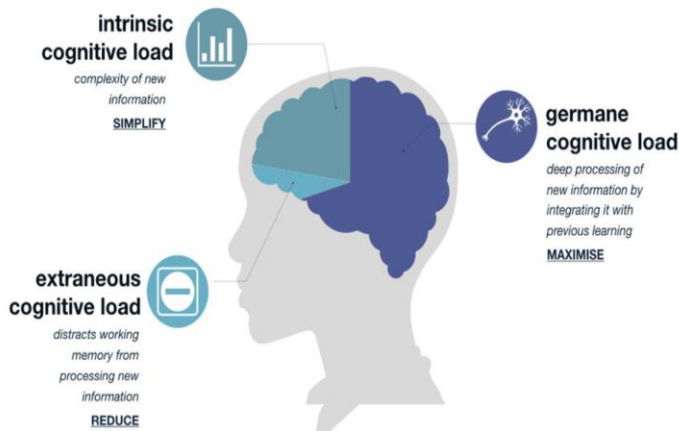 intrinsic
cognitive load
complexity of new
information
SIMPLIFY
germane
cognitive load
deep processing of
new information by
integrating it with
previous learning
MAXIMISE
extraneous
cognitive load
distracts working
memory from
processing new
information
REDUCE